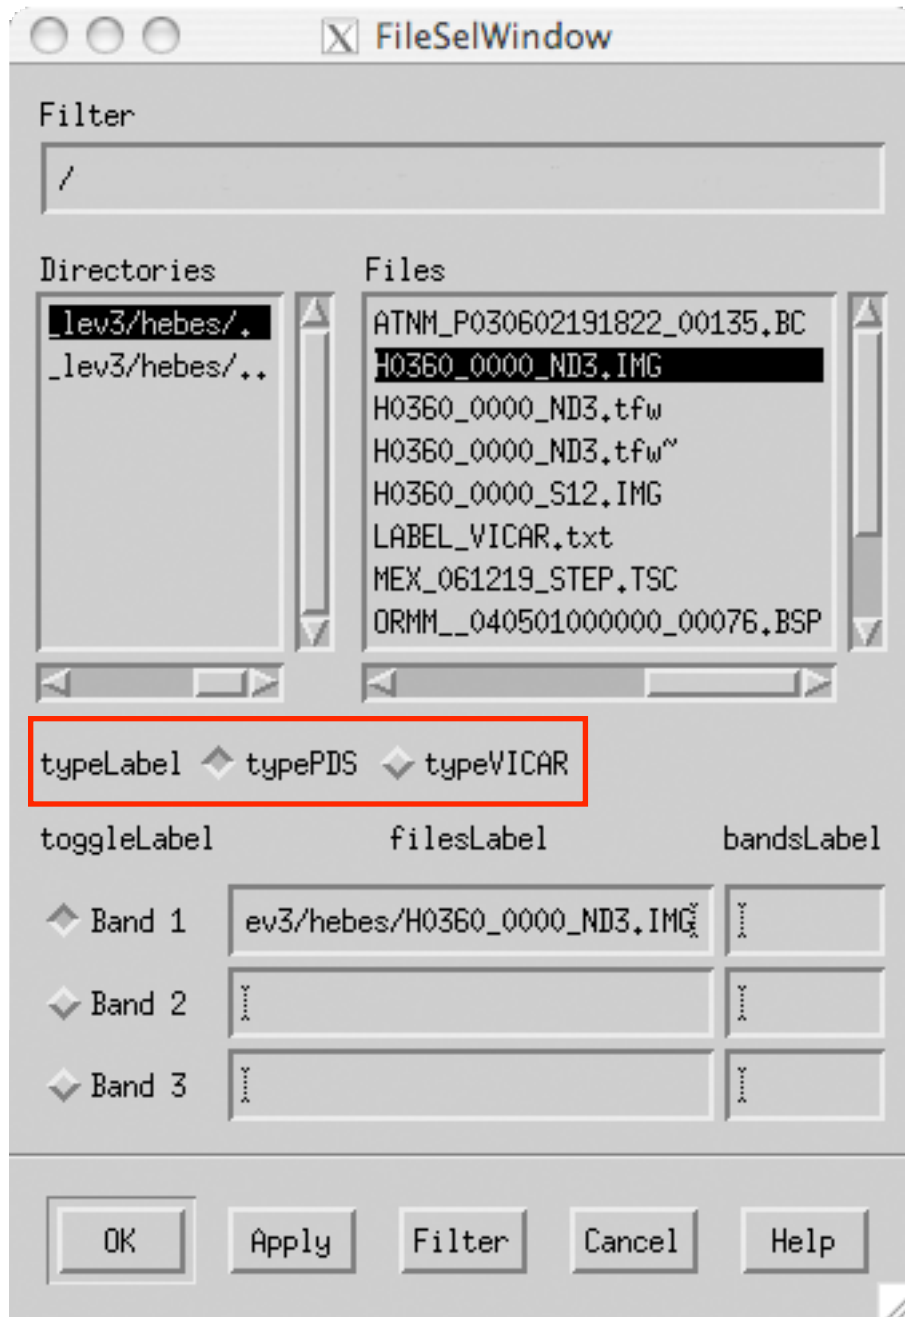 X FileSelWindow
Filter
/
Directories Files
_lev3/hebes/.
_lev3/hebes/..
ATNM_P030602191822_00135.BC
H0360_0000_ND3.IMG
H0360_0000_ND3.tfw
H0360_0000_ND3.tfw~
H0360_0000_S12.IMG
LABEL_VICAR.txt
MEX_061219_STEP.TSC
ORMM__040501000000_00076.BSP
typeLabel typePDS typeVICAR
toggleLabel filesLabel bandsLabel
Band 1 ev3/hebes/H0360_0000_ND3.IMG
Band 2
Band 3
OK Apply Filter Cancel Help